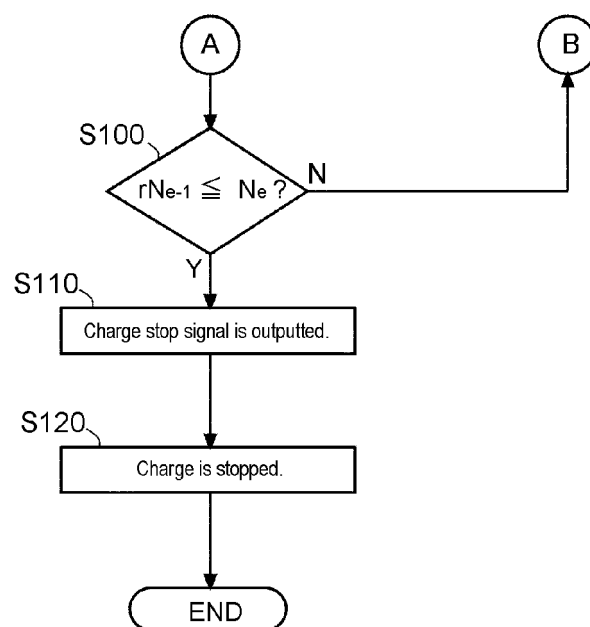 A
B
S100
rNe-1 ≦ Ne ?
N
Y
S110
Charge stop signal is outputted.
S120
Charge is stopped.
END